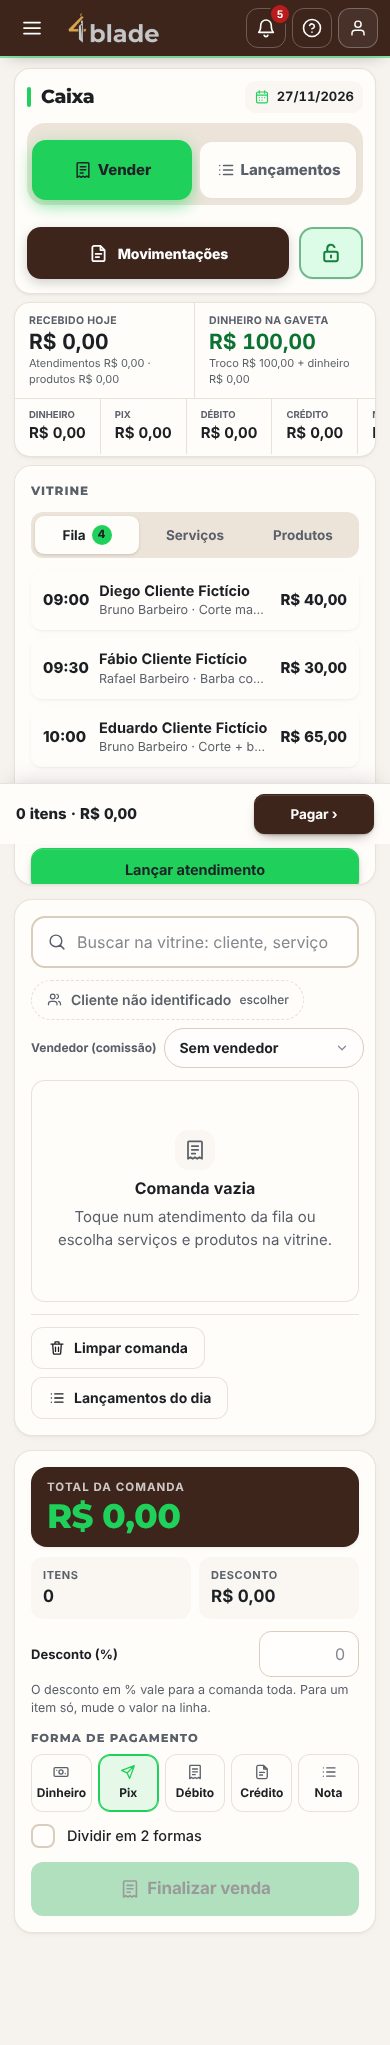 4blade
5
Caixa
27/11/2026
Vender
Lançamentos
Movimentações
RECEBIDO HOJE
R$ 0,00
Atendimentos R$ 0,00 ·
produtos R$ 0,00
DINHEIRO NA GAVETA
R$ 100,00
Troco R$ 100,00 + dinheiro
R$ 0,00
DINHEIRO
R$ 0,00
PIX
R$ 0,00
DÉBITO
R$ 0,00
CRÉDITO
R$ 0,00
VITRINE
Fila 4
Serviços
Produtos
09:00
Diego Cliente Fictício
Bruno Barbeiro · Corte ma...
R$ 40,00
09:30
Fábio Cliente Fictício
Rafael Barbeiro · Barba co...
R$ 30,00
10:00
Eduardo Cliente Fictício
Bruno Barbeiro · Corte + b...
R$ 65,00
0 itens · R$ 0,00
Pagar ›
Lançar atendimento
Buscar na vitrine: cliente, serviço
Cliente não identificado escolher
Vendedor (comissão)
Sem vendedor
Comanda vazia
Toque num atendimento da fila ou
escolha serviços e produtos na vitrine.
Limpar comanda
Lançamentos do dia
TOTAL DA COMANDA
R$ 0,00
ITENS
0
DESCONTO
R$ 0,00
Desconto (%)
0
O desconto em % vale para a comanda toda. Para um
item só, mude o valor na linha.
FORMA DE PAGAMENTO
Dinheiro
Pix
Débito
Crédito
Nota
Dividir em 2 formas
Finalizar venda